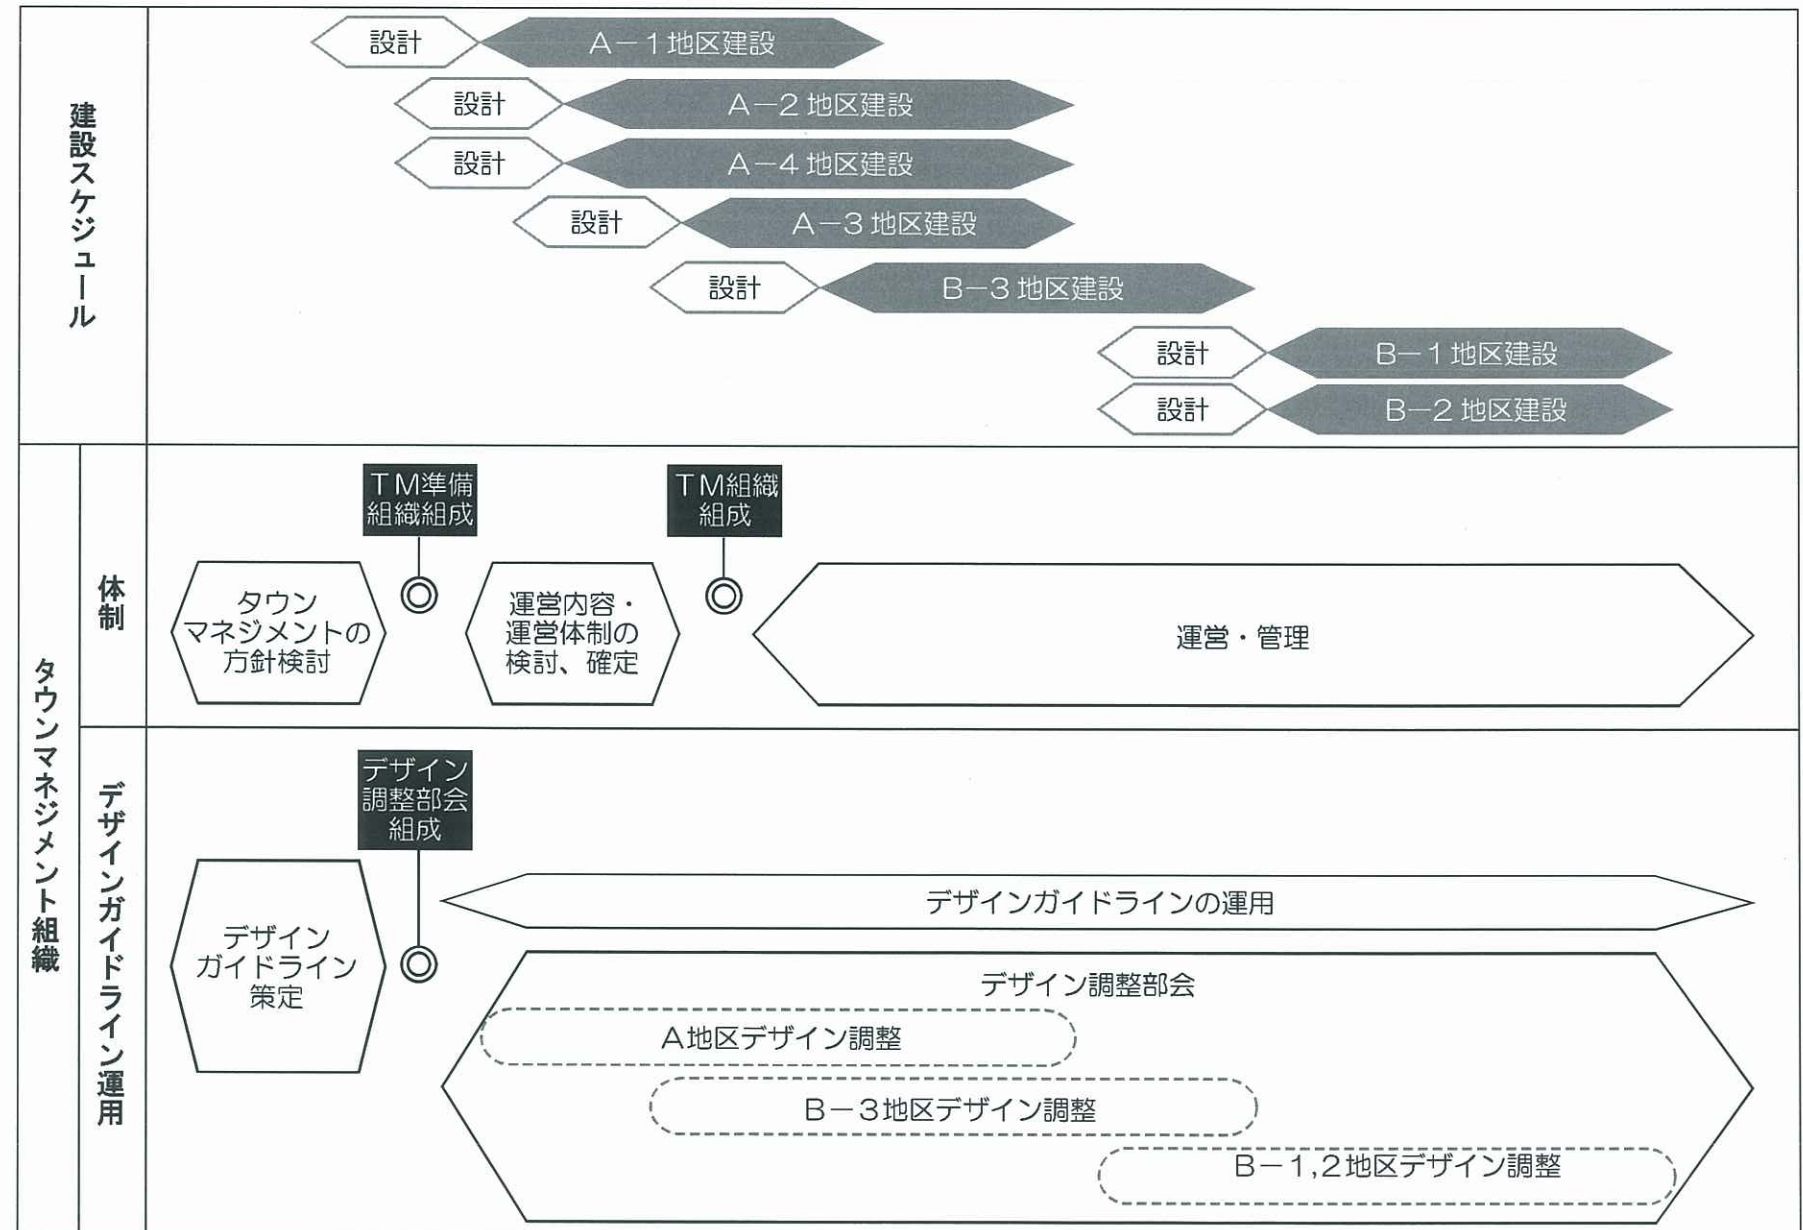 建設スケジュール
設計
A－1地区建設
設計
A－2地区建設
設計
A－4地区建設
設計
A－3地区建設
設計
B－3地区建設
設計
B－1地区建設
設計
B－2地区建設
タウンマネジメント組織
体制
TM準備
組織組成
TM組織
組成
タウン
マネジメントの
方針検討
運営内容・
運営体制の
検討、確定
運営・管理
デザインガイドライン運用
デザイン
調整部会
組成
デザイン
ガイドライン
策定
デザインガイドラインの運用
デザイン調整部会
A地区デザイン調整
B－3地区デザイン調整
B－1,2地区デザイン調整